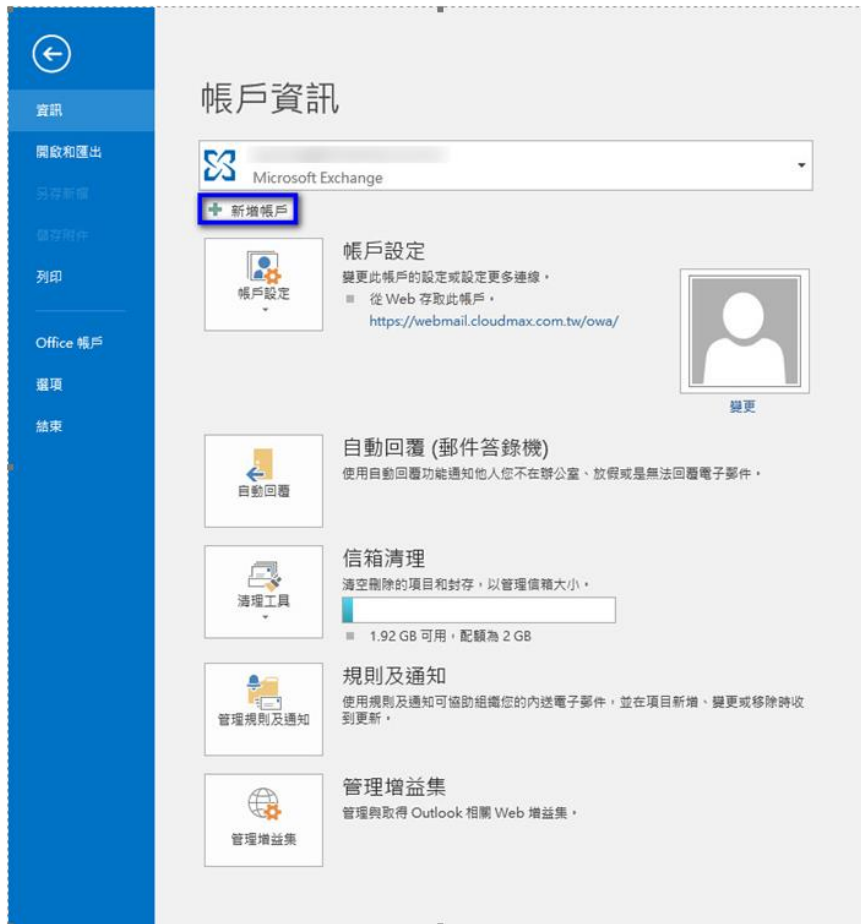 帳戶資訊
資訊
開啟和匯出
另存新檔
儲存附件
列印
Office 帳戶
選項
結束
Microsoft Exchange
新增帳戶
帳戶設定
帳戶設定
變更此帳戶的設定或設定更多連線。
從 Web 存取此帳戶。
https://webmail.cloudmax.com.tw/owa/
變更
自動回覆
自動回覆 (郵件答錄機)
使用自動回覆功能通知他人您不在辦公室、放假或是無法回覆電子郵件。
清理工具
信箱清理
清空刪除的項目和封存，以管理信箱大小。
1.92 GB 可用，配額為 2 GB
管理規則及通知
規則及通知
使用規則及通知可協助組織您的內送電子郵件，並在項目新增、變更或移除時收
到更新。
管理增益集
管理增益集
管理與取得 Outlook 相關 Web 增益集。